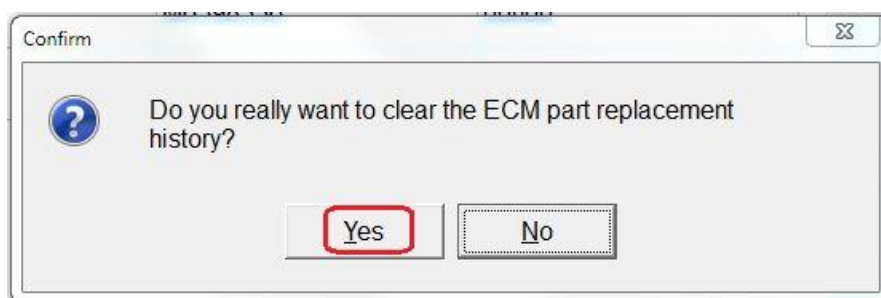 Confirm
Do you really want to clear the ECM part replacement
history?
Yes
No